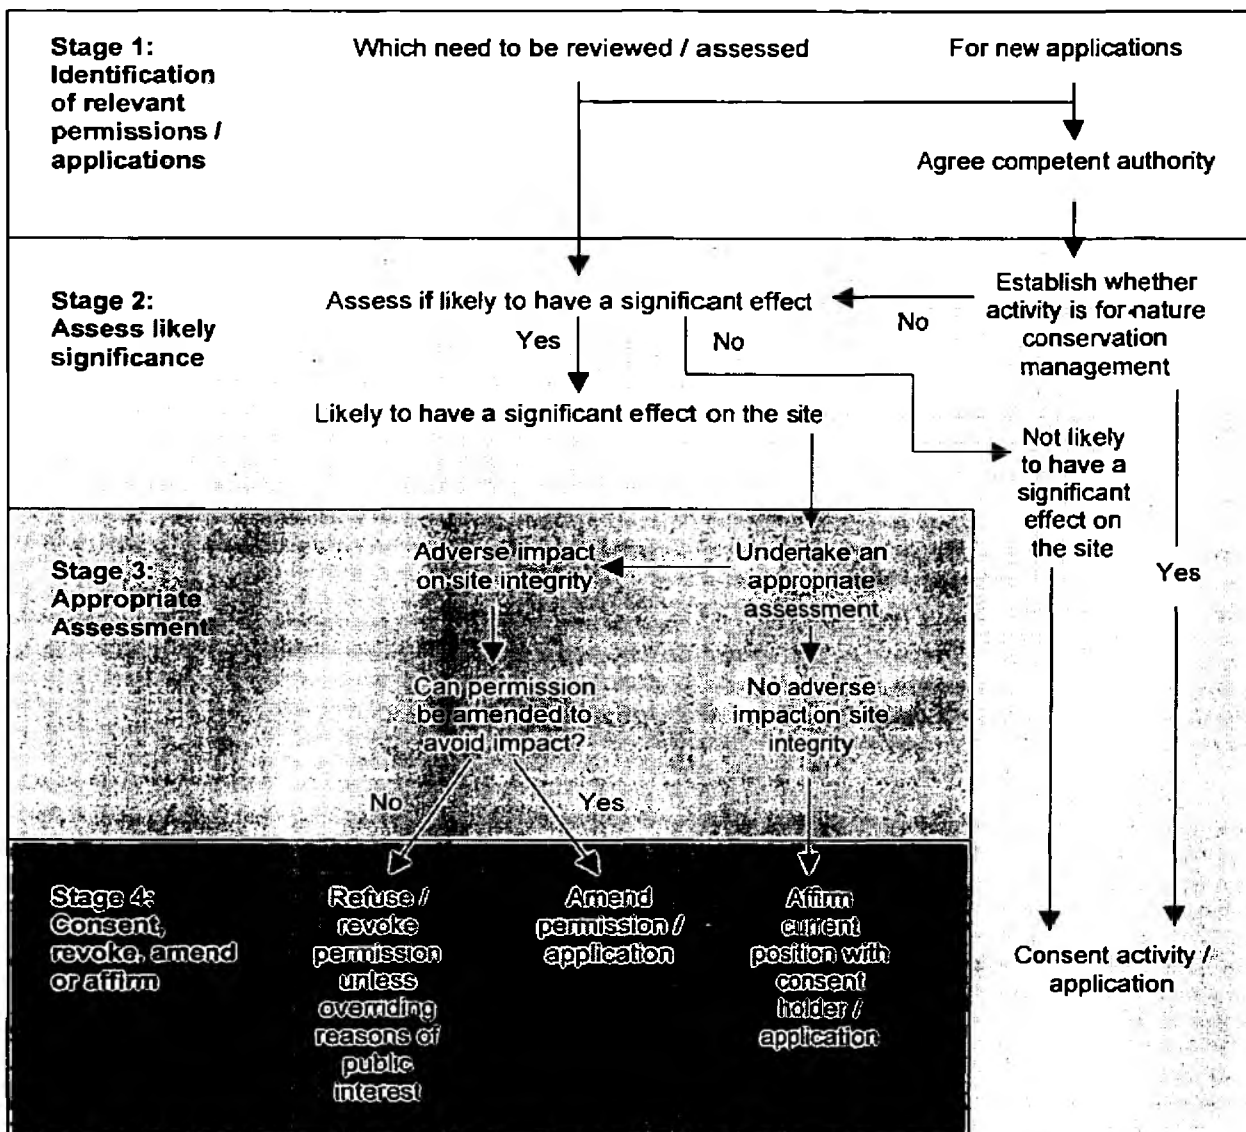 Stage 1:
Identification
of relevant
permissions /
applications
Which need to be reviewed / assessed
For new applications
Agree competent authority
Stage 2:
Assess likely
significance
Assess if likely to have a significant effect
Establish whether
activity is for nature
conservation
management
No
Yes
No
Likely to have a significant effect on the site
Not likely
to have a
significant
effect on
the site
Yes
Stage 3:
Appropriate
Assessment
Adverse impact
on site integrity
Undertake an
appropriate
assessment
Can permission
be amended to
avoid impact?
No adverse
impact on site
integrity
No
Yes
Stage 4:
Consent,
revoke, amend
or affirm
Refuse /
revoke
permission
unless
overriding
reasons of
public
interest
Amend
permission /
application
Affirm
current
position with
consent
holder /
application
Consent activity /
application